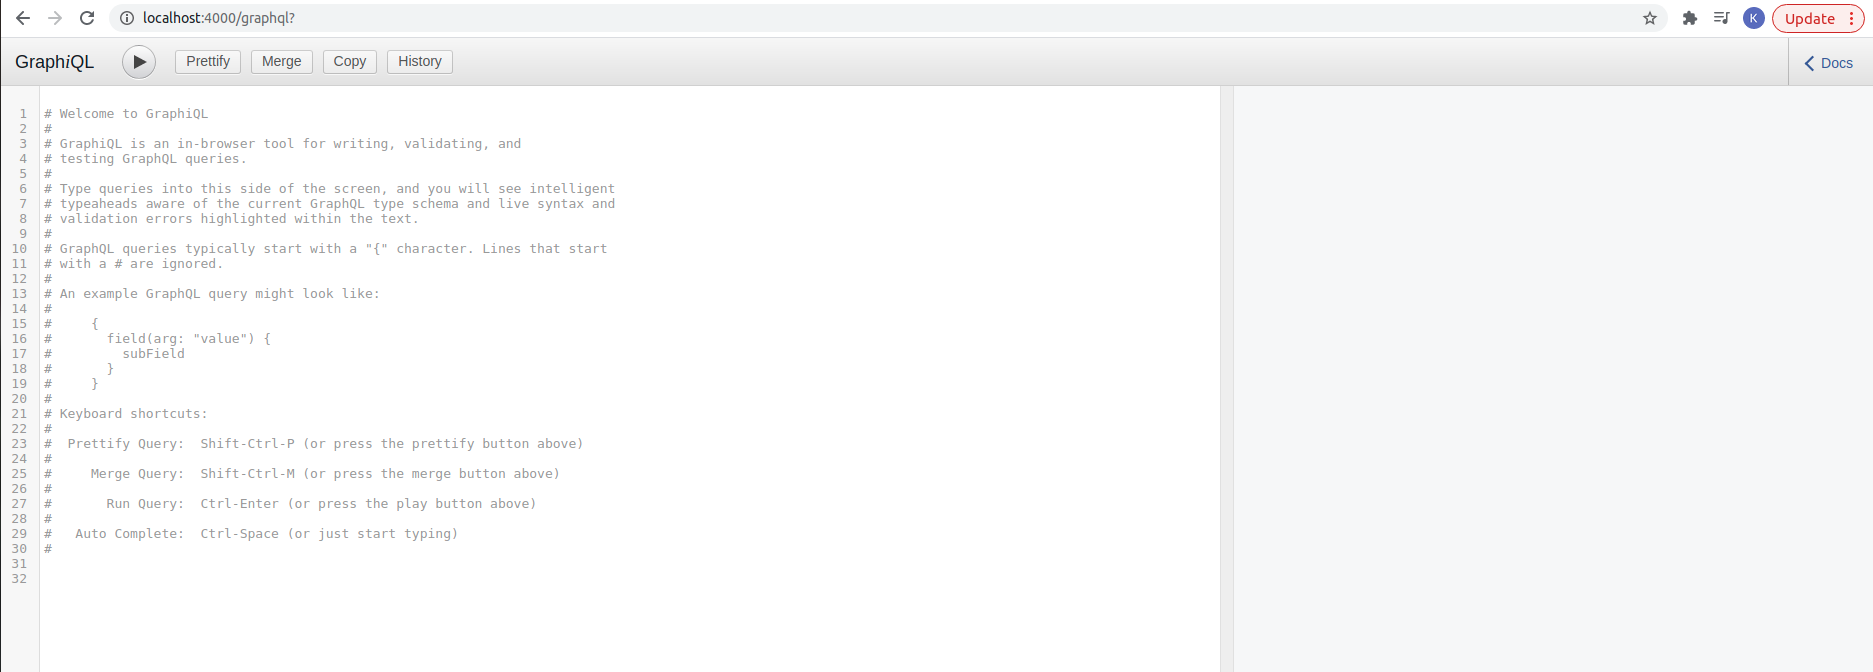 localhost:4000/graphql?
K
Update
GraphiQL
Prettify
Merge
Copy
History
Docs
1 # Welcome to GraphiQL
2 #
3 # GraphiQL is an in-browser tool for writing, validating, and
4 # testing GraphQL queries.
5 #
6 # Type queries into this side of the screen, and you will see intelligent
7 # typeaheads aware of the current GraphQL type schema and live syntax and
8 # validation errors highlighted within the text.
9 #
10 # GraphQL queries typically start with a "{" character. Lines that start
11 # with a # are ignored.
12 #
13 # An example GraphQL query might look like:
14 #
15 #     {
16 #       field(arg: "value") {
17 #         subField
18 #       }
19 #     }
20 #
21 # Keyboard shortcuts:
22 #
23 #  Prettify Query:  Shift-Ctrl-P (or press the prettify button above)
24 #
25 #     Merge Query:  Shift-Ctrl-M (or press the merge button above)
26 #
27 #       Run Query:  Ctrl-Enter (or press the play button above)
28 #
29 #   Auto Complete:  Ctrl-Space (or just start typing)
30 #
31
32